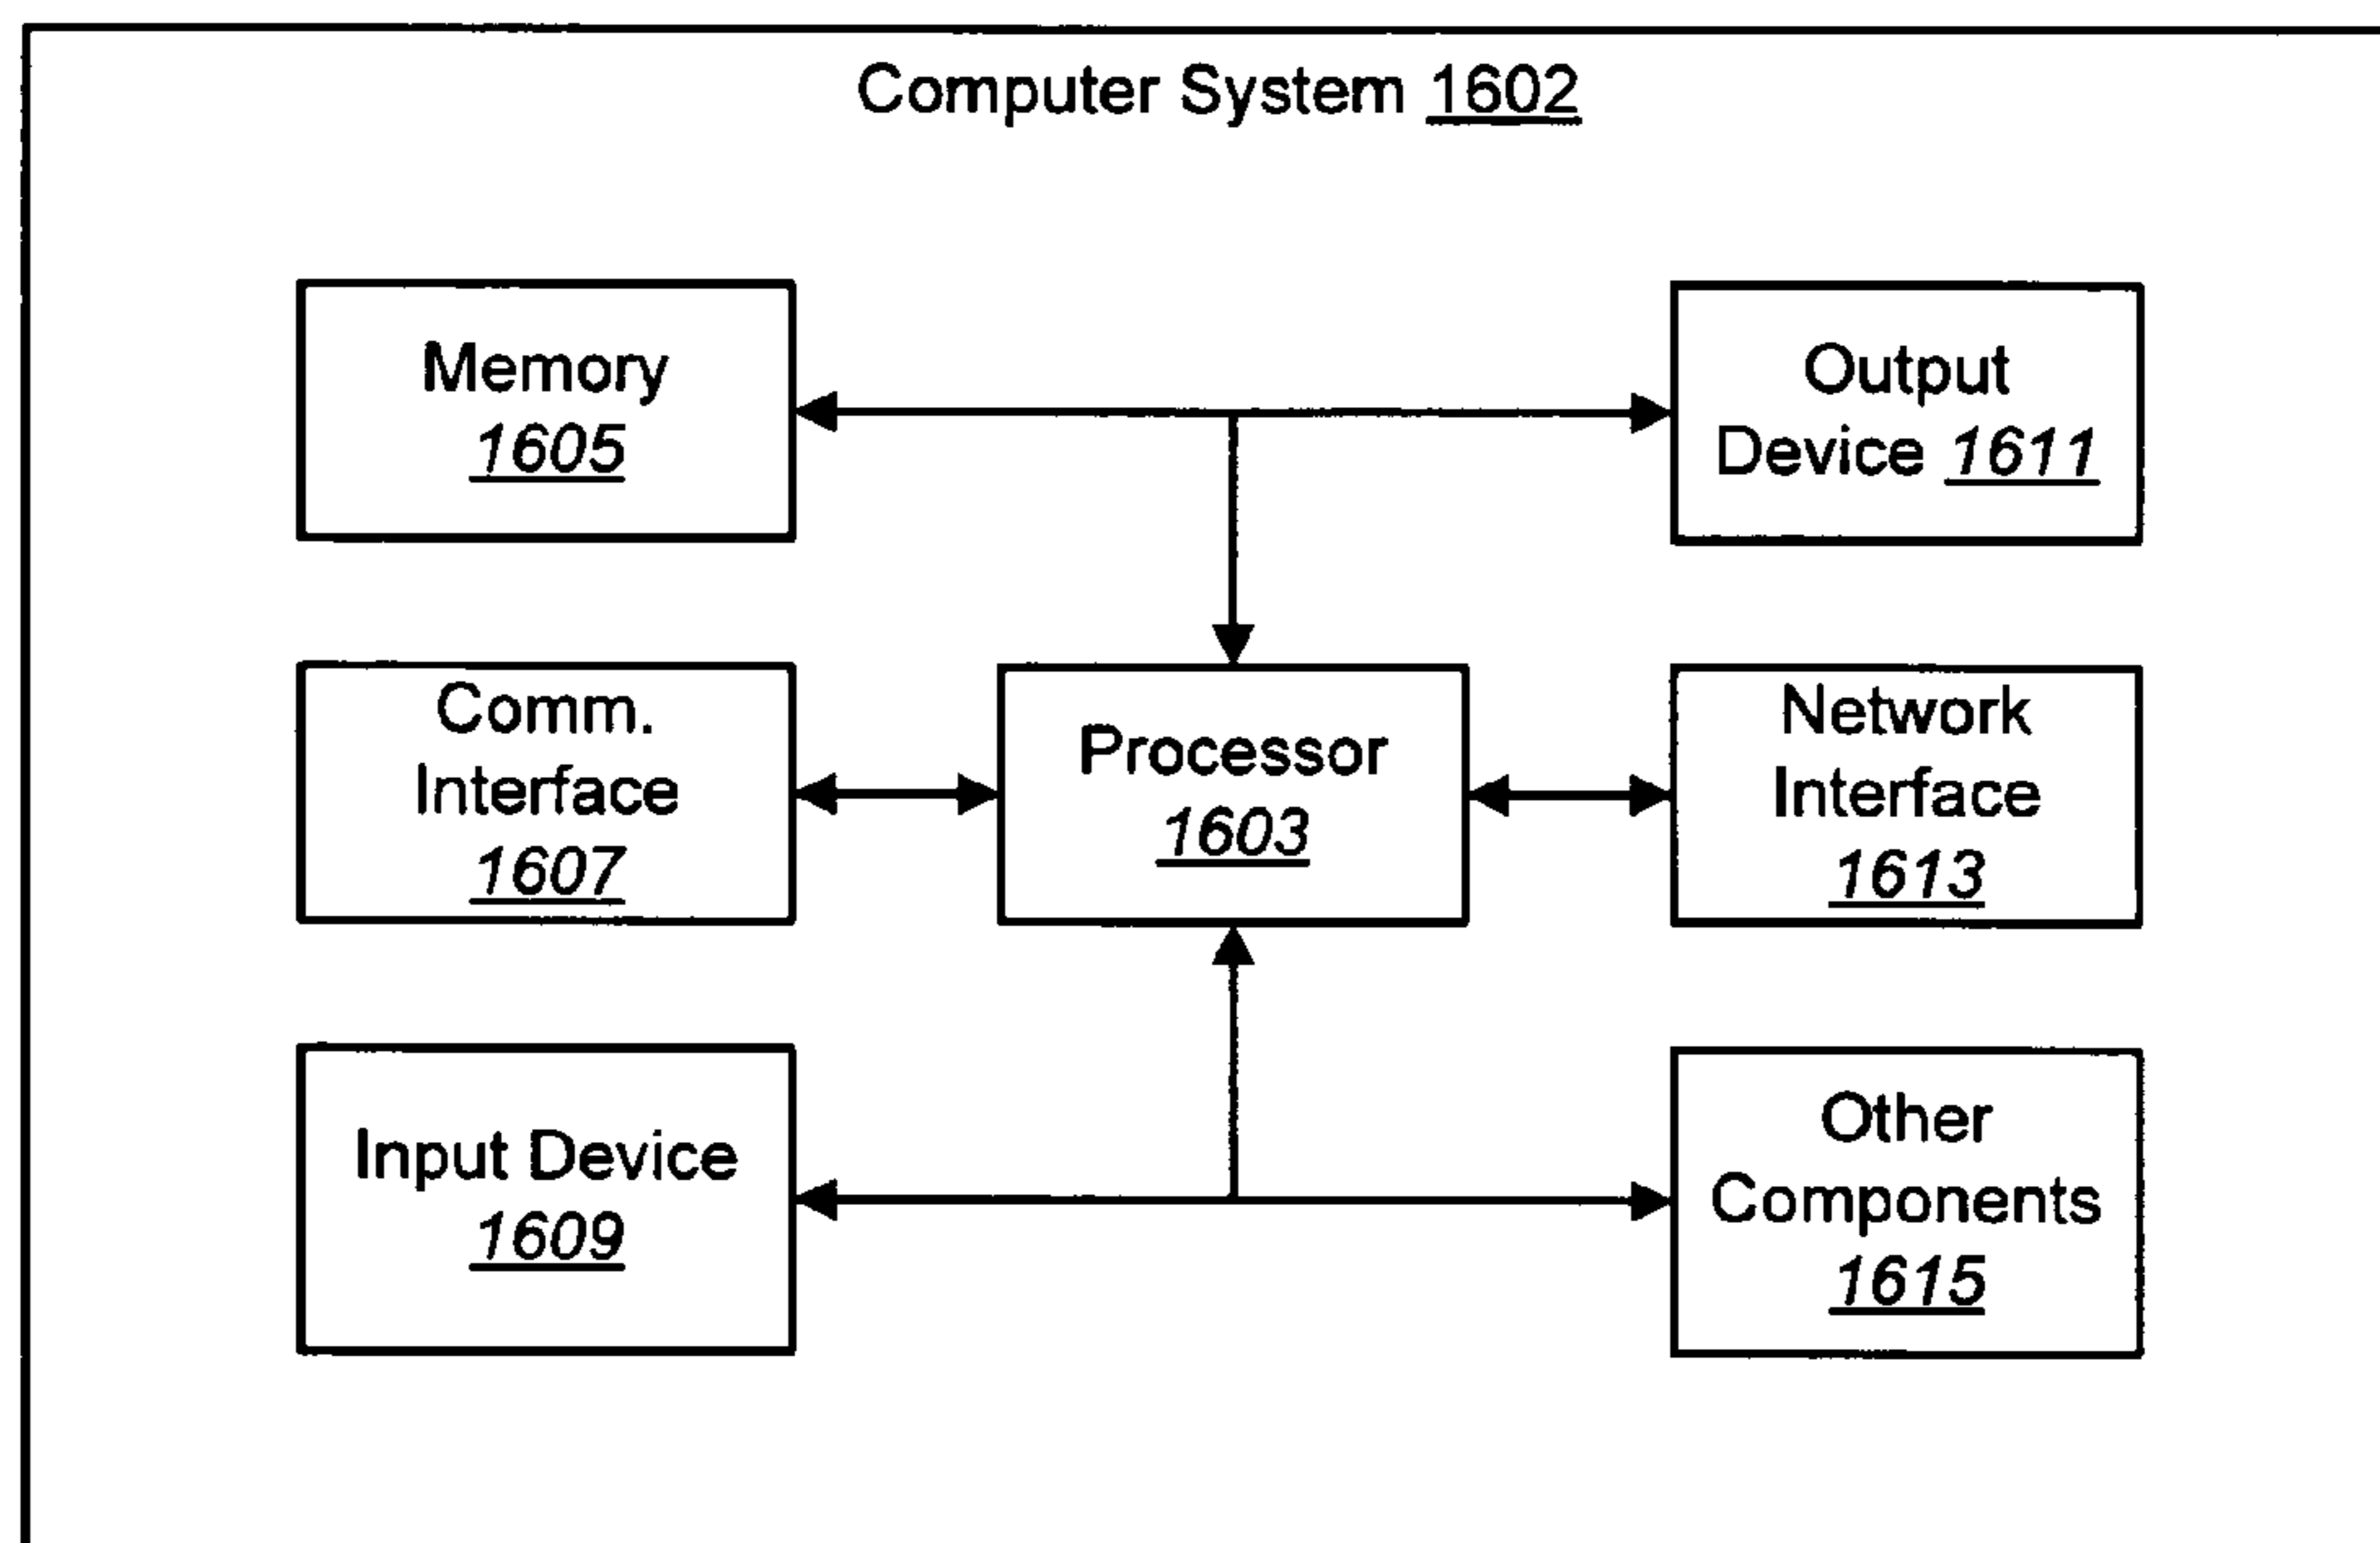 Computer System 1602
Memory
1605
Output
Device 1611
Comm.
Interface
1607
Processor
1603
Network
Interface
1613
Input Device
1609
Other
Components
1615